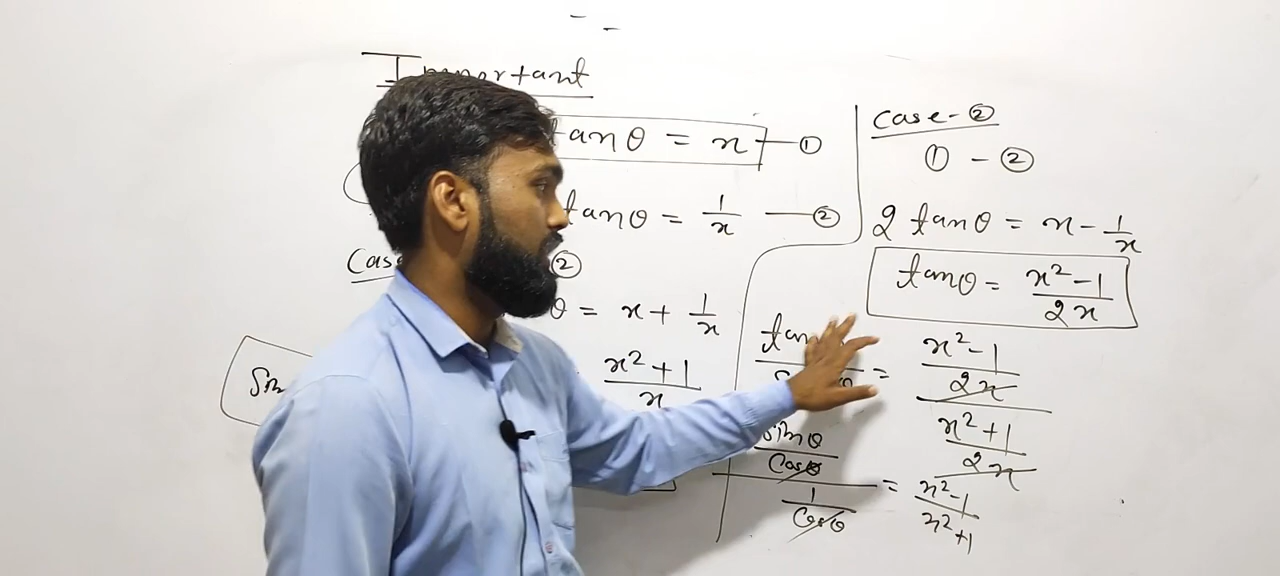 Important
tanθ = x —①
tanθ = 1/x —②
Case ②
θ = x + 1/x
x² + 1 / x
Sin
Case-②
① - ②
2 tanθ = x - 1/x
tanθ = x² - 1 / 2x
tan = x² - 1 / 2x / x² + 1 / 2x
Sinθ / Cosθ / 1 / Cosθ = x² - 1 / x² + 1